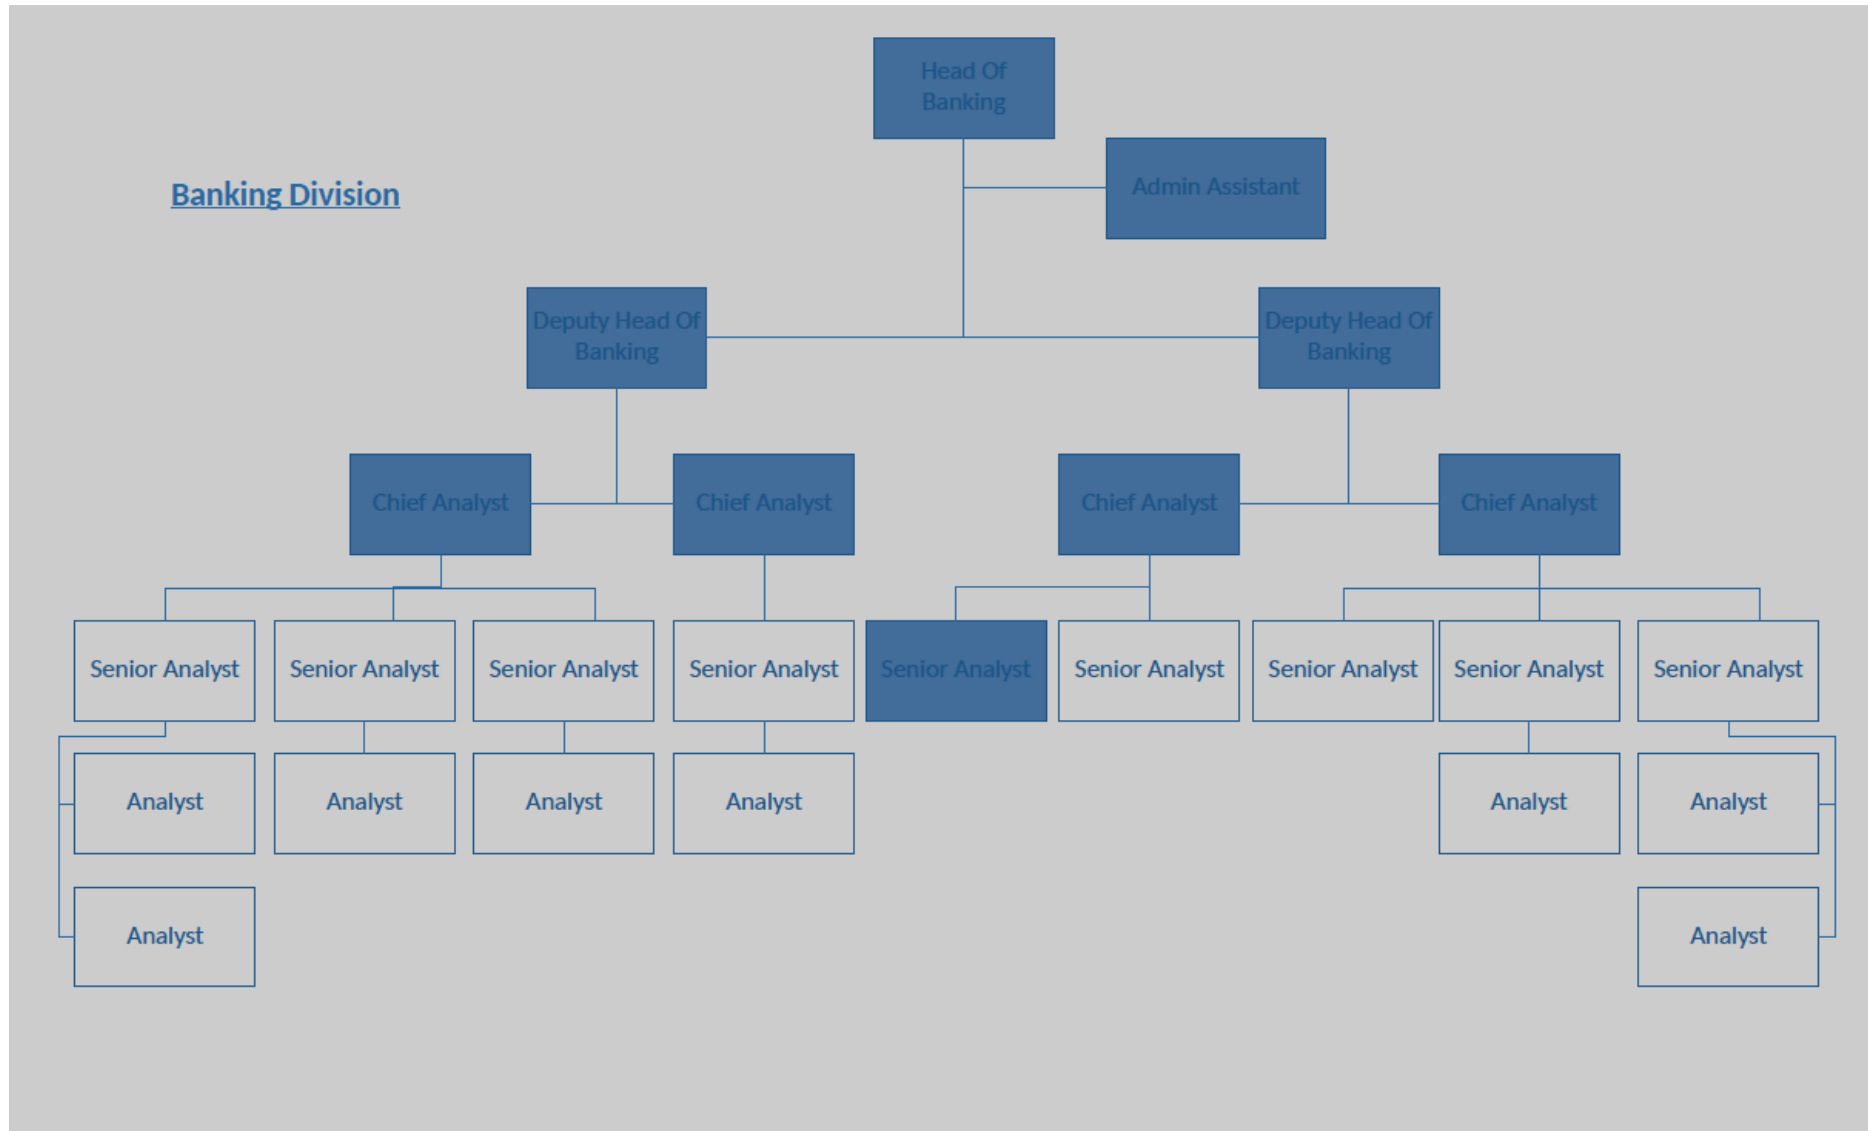 Head Of
Banking
Admin Assistant
Banking Division
Deputy Head Of
Banking
Deputy Head Of
Banking
Chief Analyst
Chief Analyst
Chief Analyst
Chief Analyst
Senior Analyst
Senior Analyst
Senior Analyst
Senior Analyst
Senior Analyst
Senior Analyst
Senior Analyst
Senior Analyst
Senior Analyst
Analyst
Analyst
Analyst
Analyst
Analyst
Analyst
Analyst
Analyst